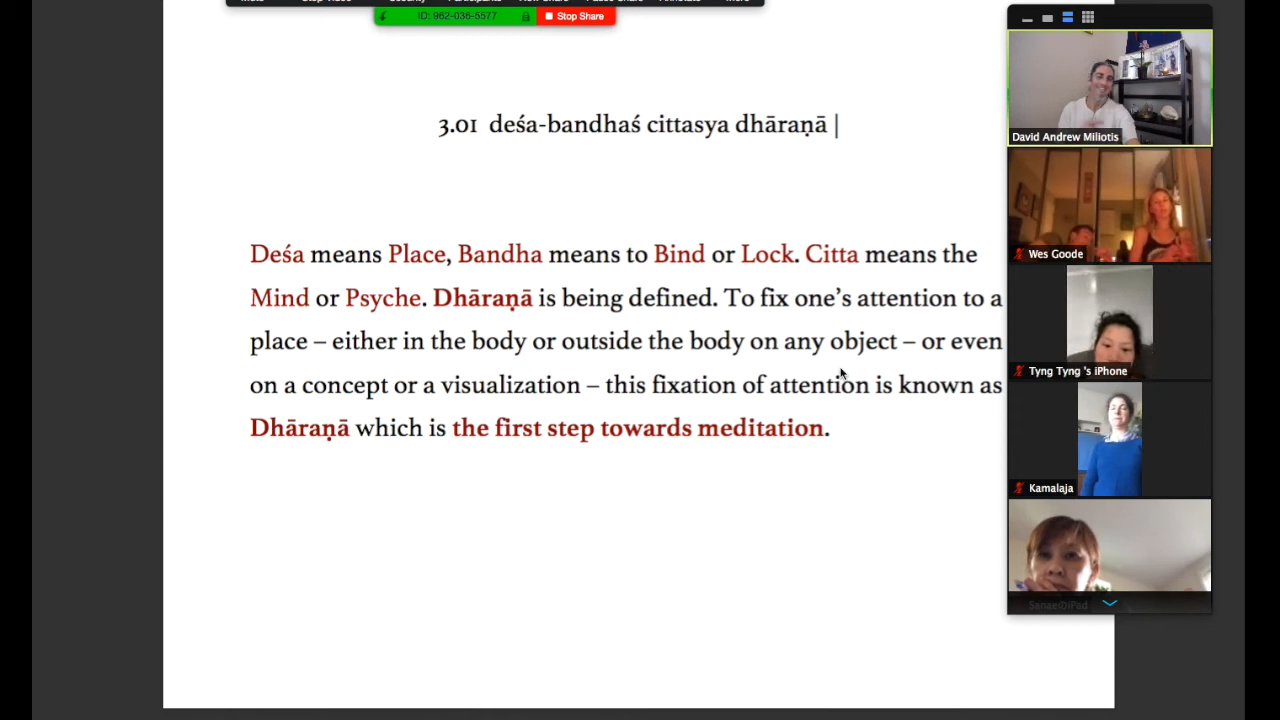 ID: 962-036-5577
Stop Share
3.01 deśa-bandhaś cittasya dhāraṇā |
Deśa means Place, Bandha means to Bind or Lock. Citta means the
Mind or Psyche. Dhāraṇā is being defined. To fix one’s attention to a
place – either in the body or outside the body on any object – or even
on a concept or a visualization – this fixation of attention is known as
Dhāraṇā which is the first step towards meditation.
David Andrew Miliotis
Wes Goode
Tyng Tyng 's iPhone
Kamalaja